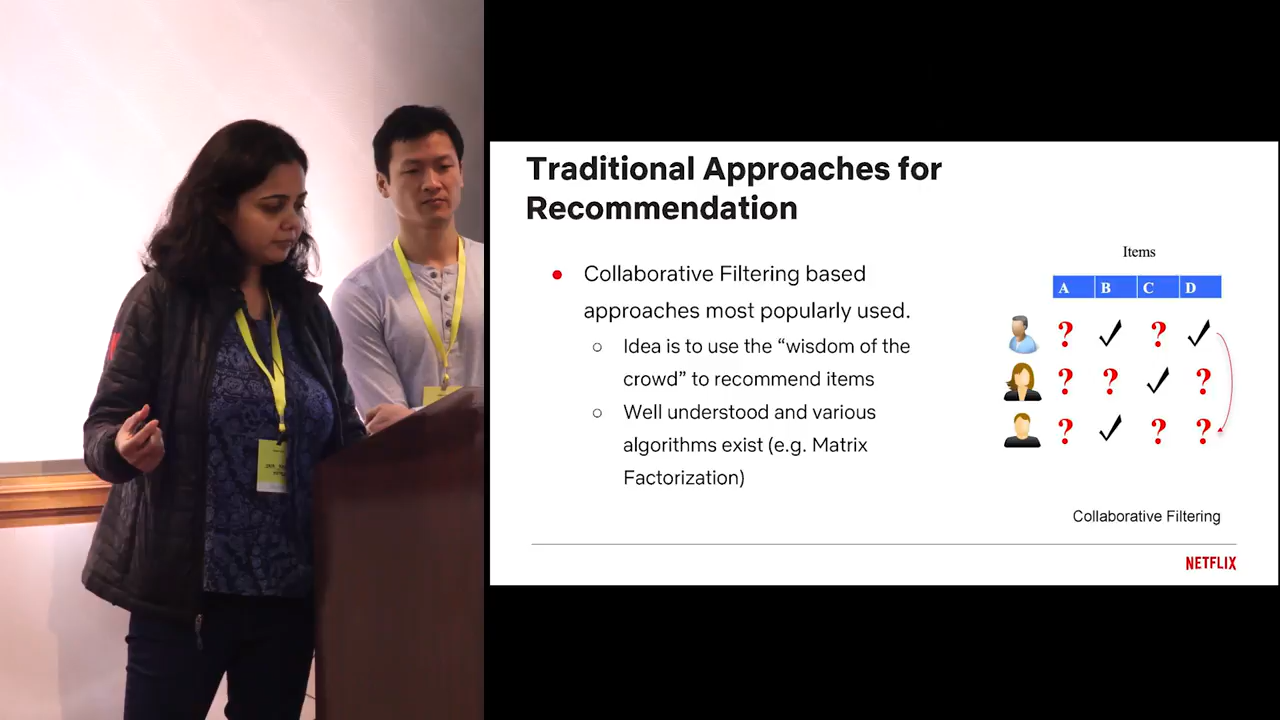 Traditional Approaches for
Recommendation
Collaborative Filtering based
approaches most popularly used.
Idea is to use the “wisdom of the
crowd” to recommend items
Well understood and various
algorithms exist (e.g. Matrix
Factorization)
Items
A B C D
? ?
? ? ?
? ? ?
Collaborative Filtering
NETFLIX